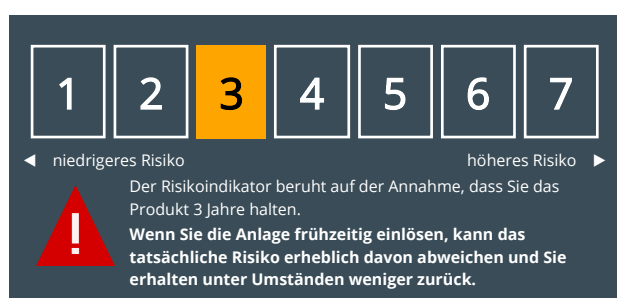 1 2 3 4 5 6 7
◄ niedrigeres Risiko höheres Risiko ►
Der Risikoindikator beruht auf der Annahme, dass Sie das
Produkt 3 Jahre halten.
!
Wenn Sie die Anlage frühzeitig einlösen, kann das
tatsächliche Risiko erheblich davon abweichen und Sie
erhalten unter Umständen weniger zurück.